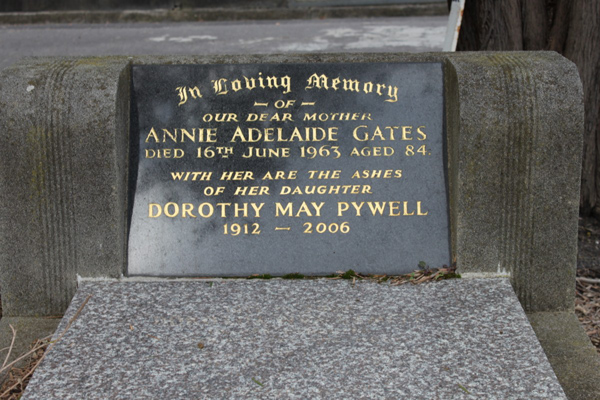 In Loving Memory
– OF –
OUR DEAR MOTHER
ANNIE ADELAIDE GATES
DIED 16TH JUNE 1963 AGED 84.
WITH HER ARE THE ASHES
OF HER DAUGHTER
DOROTHY MAY PYWELL
1912 – 2006